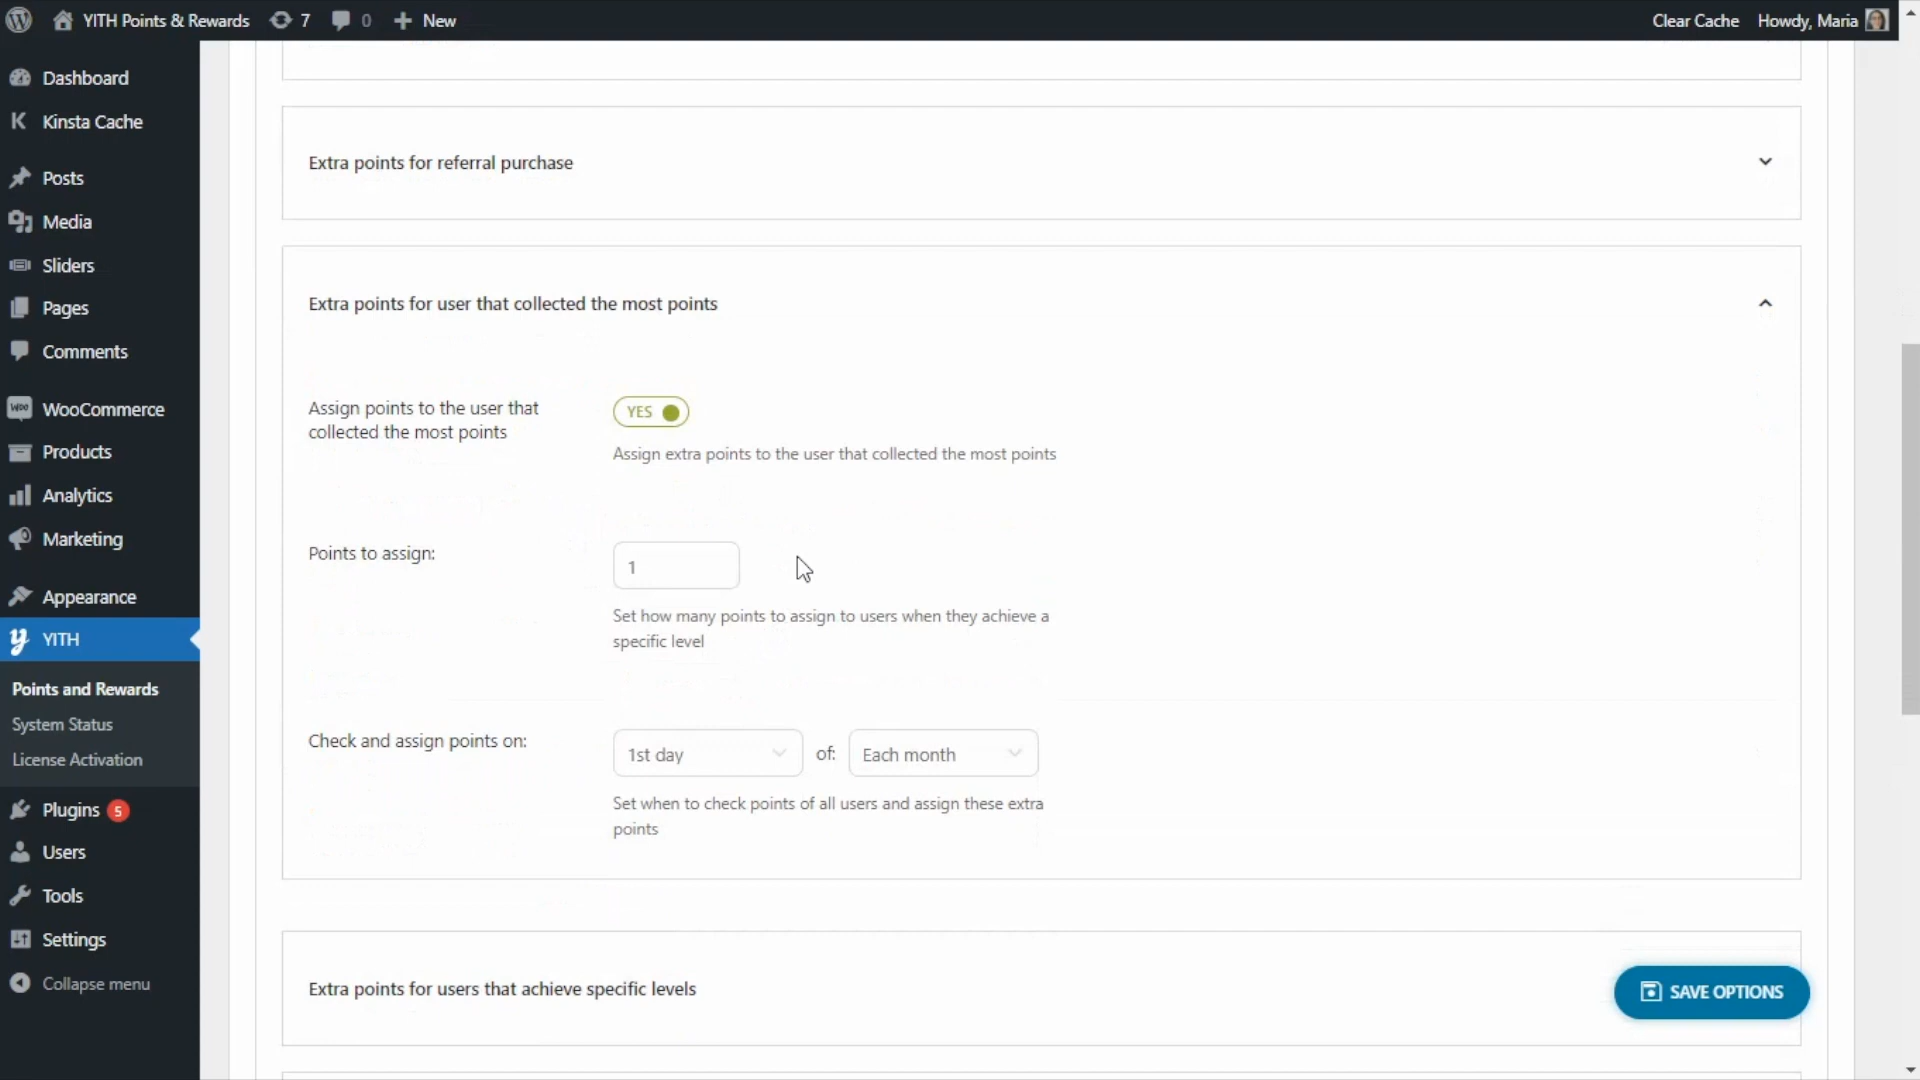 YITH Points & Rewards 7 0 + New Clear Cache Howdy, Maria
Dashboard
Kinsta Cache
Posts
Media
Sliders
Pages
Comments
WooCommerce
Products
Analytics
Marketing
Appearance
YITH
Points and Rewards
System Status
License Activation
Plugins 5
Users
Tools
Settings
Collapse menu
Extra points for referral purchase
Extra points for user that collected the most points
Assign points to the user that
collected the most points
YES
Assign extra points to the user that collected the most points
Points to assign:
1
Set how many points to assign to users when they achieve a
specific level
Check and assign points on:
1st day of: Each month
Set when to check points of all users and assign these extra
points
Extra points for users that achieve specific levels
SAVE OPTIONS